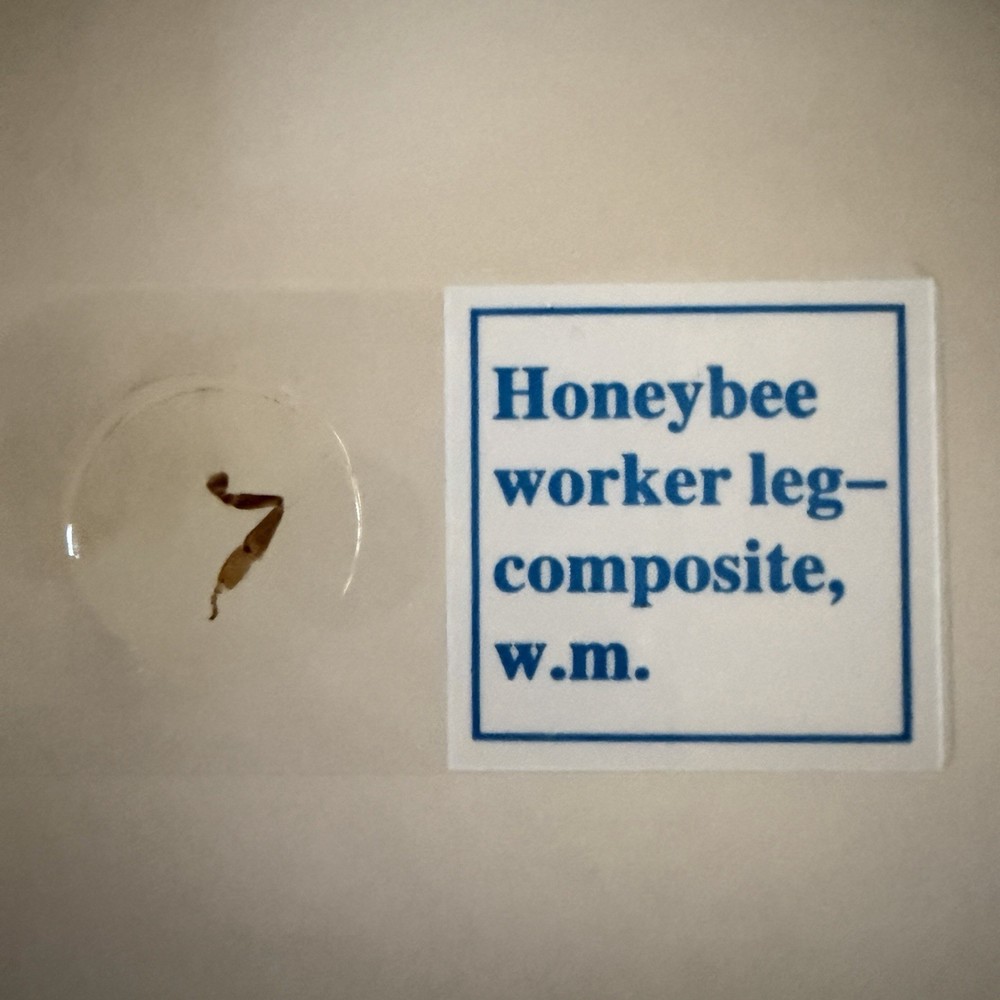 Honeybee
worker leg–
composite,
w.m.